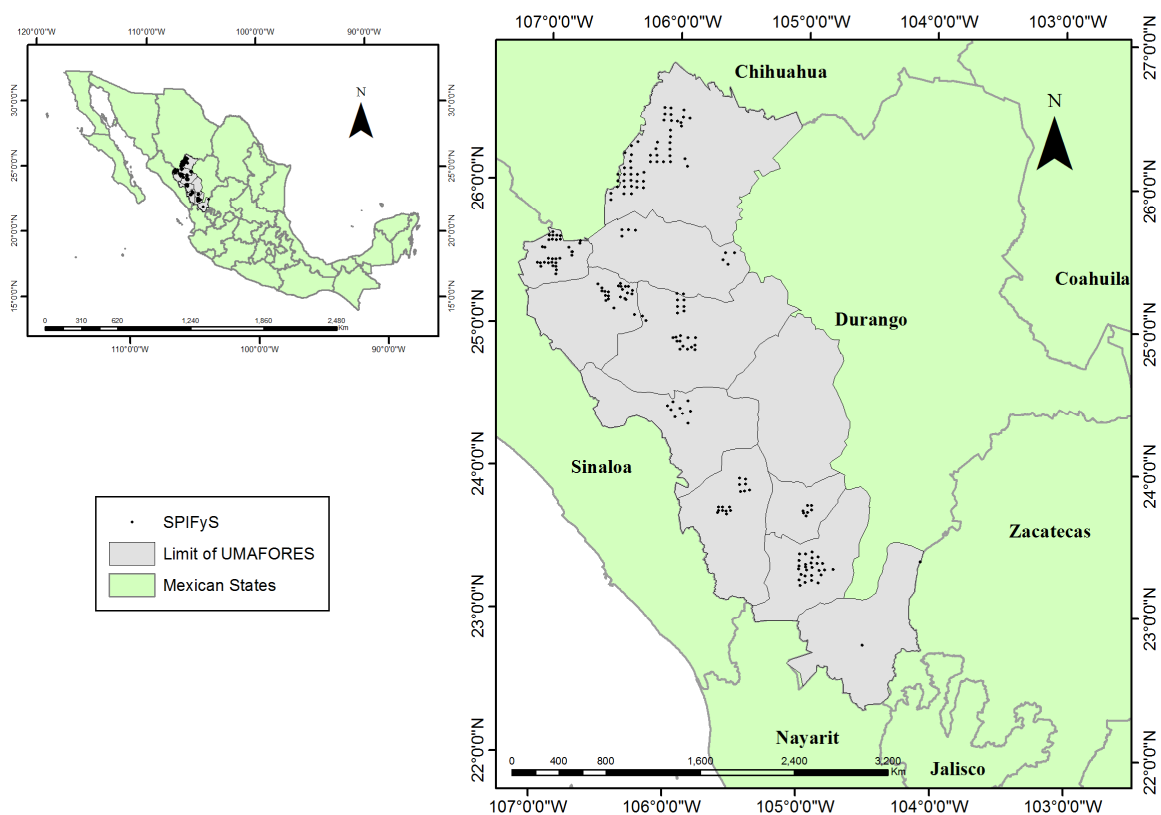 120°0'0"W 110°0'0"W 100°0'0"W 90°0'0"W
30°0'0"N 25°0'0"N 20°0'0"N 15°0'0"N
N
30°0'0"N 25°0'0"N 20°0'0"N 15°0'0"N
0 310 620 1,240 1,860 2,480
Km
110°0'0"W 100°0'0"W 90°0'0"W
SPIFyS
Limit of UMAFORES
Mexican States
107°0'0"W 106°0'0"W 105°0'0"W 104°0'0"W 103°0'0"W
26°0'0"N 25°0'0"N 24°0'0"N 23°0'0"N 22°0'0"N
Chihuahua
N
Coahuila
Durango
Sinaloa
Zacatecas
Nayarit
Jalisco
0 400 800 1,600 2,400 3,200
Km
27°0'0"N 26°0'0"N 25°0'0"N 24°0'0"N 23°0'0"N 22°0'0"N
107°0'0"W 106°0'0"W 105°0'0"W 104°0'0"W 103°0'0"W